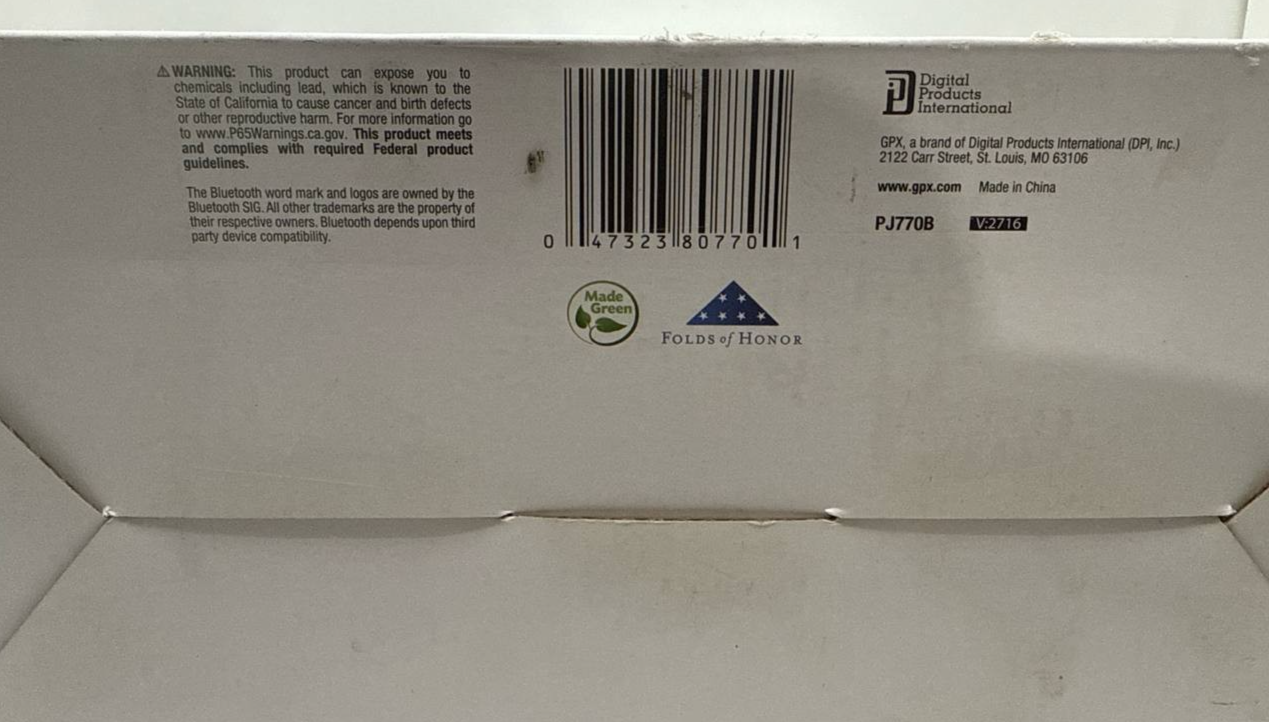 ⚠ WARNING: This product can expose you to
chemicals including lead, which is known to the
State of California to cause cancer and birth defects
or other reproductive harm. For more information go
to www.P65Warnings.ca.gov. This product meets
and complies with required Federal product
guidelines.
The Bluetooth word mark and logos are owned by the
Bluetooth SIG. All other trademarks are the property of
their respective owners. Bluetooth depends upon third
party device compatibility.
0 47323 80770 1
Made
Green
FOLDS of HONOR
Digital
Products
International
GPX, a brand of Digital Products International (DPI, Inc.)
2122 Carr Street, St. Louis, MO 63106
www.gpx.com Made in China
PJ770B V:2716